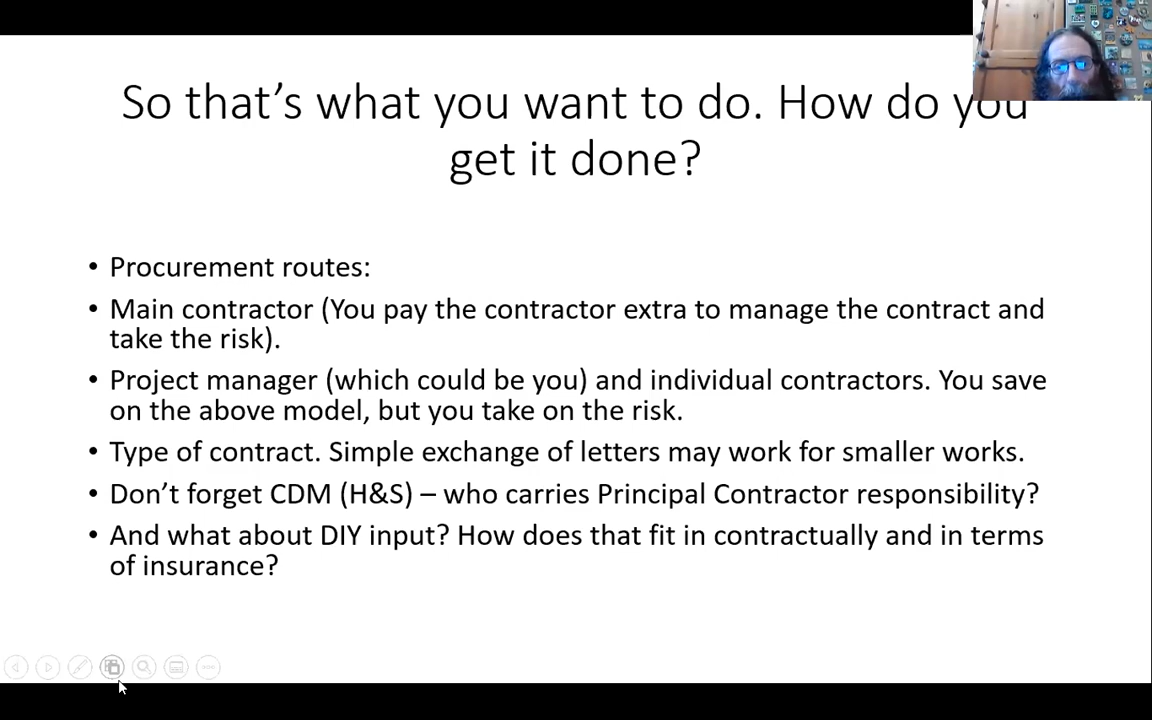 So that’s what you want to do. How do you
get it done?
• Procurement routes:
• Main contractor (You pay the contractor extra to manage the contract and
take the risk).
• Project manager (which could be you) and individual contractors. You save
on the above model, but you take on the risk.
• Type of contract. Simple exchange of letters may work for smaller works.
• Don’t forget CDM (H&S) – who carries Principal Contractor responsibility?
• And what about DIY input? How does that fit in contractually and in terms
of insurance?